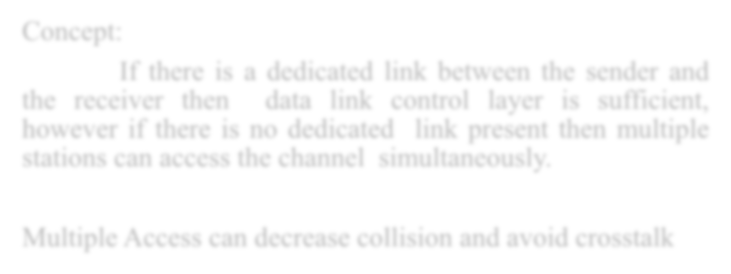 Concept:
If there is a dedicated link between the sender and
the receiver then data link control layer is sufficient,
however if there is no dedicated link present then multiple
stations can access the channel simultaneously.
Multiple Access can decrease collision and avoid crosstalk